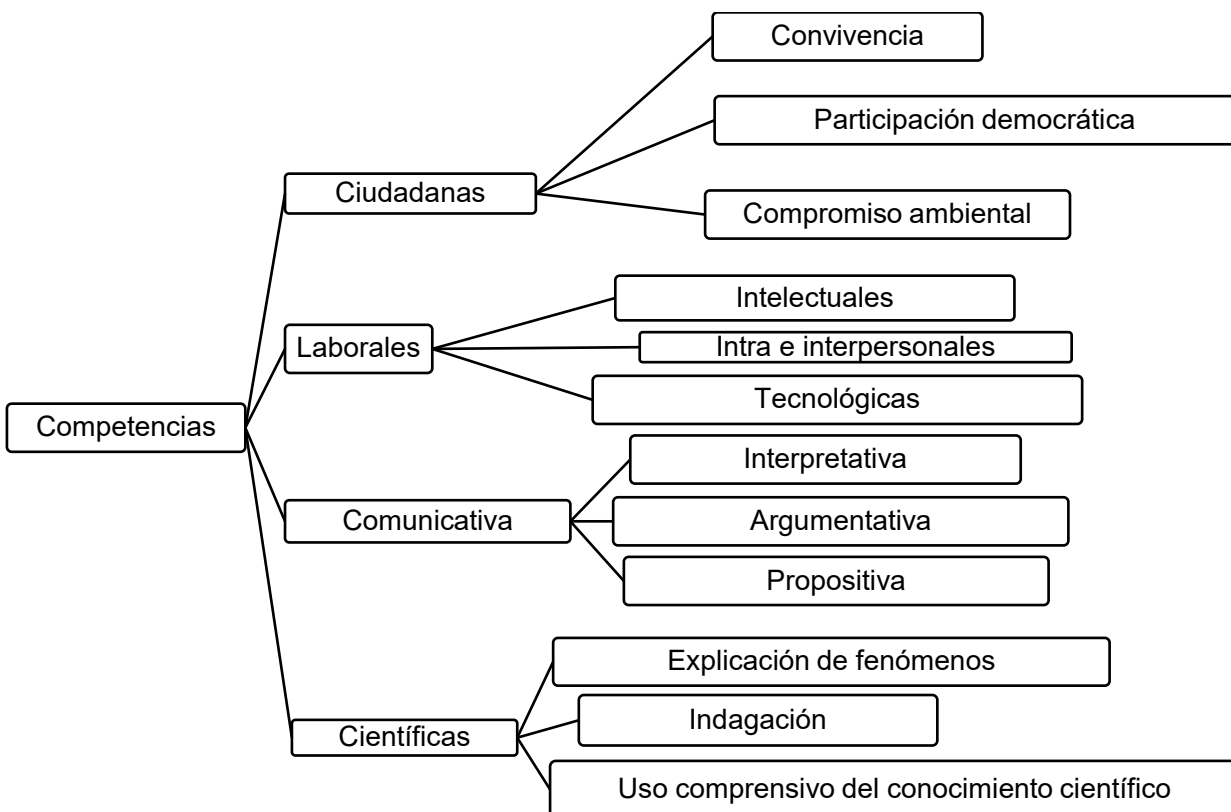 Competencias
Ciudadanas
Convivencia
Participación democrática
Compromiso ambiental
Laborales
Intelectuales
Intra e interpersonales
Tecnológicas
Comunicativa
Interpretativa
Argumentativa
Propositiva
Científicas
Explicación de fenómenos
Indagación
Uso comprensivo del conocimiento científico